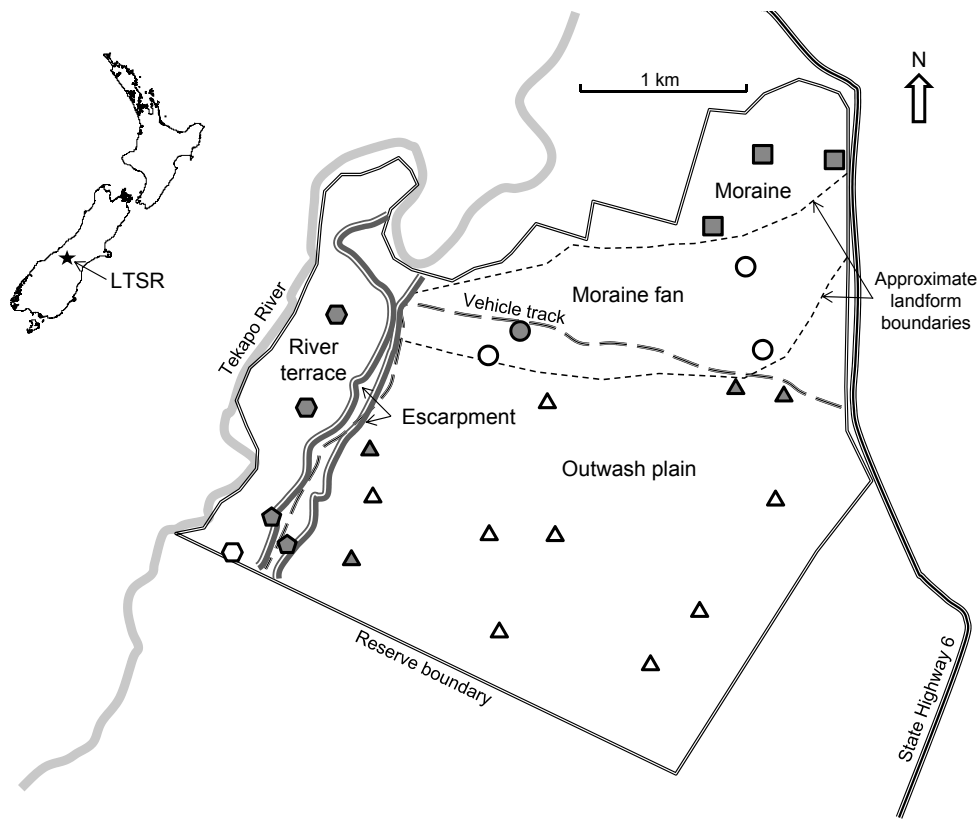 1 km
N
Moraine
LTSR
Approximate
landform
boundaries
Moraine fan
Vehicle track
Tekapo River
River
terrace
Escarpment
Outwash plain
Reserve boundary
State Highway 6